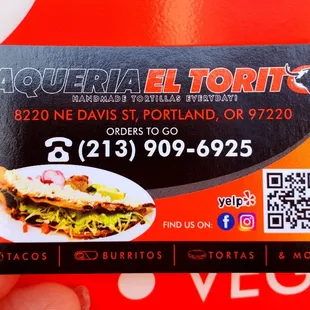 AQUERIA EL TORITO
HANDMADE TORTILLAS EVERYDAY!
8220 NE DAVIS ST, PORTLAND, OR 97220
ORDERS TO GO
(213) 909-6925
yelp
FIND US ON:
TACOS | BURRITOS | TORTAS | & MO
VEG